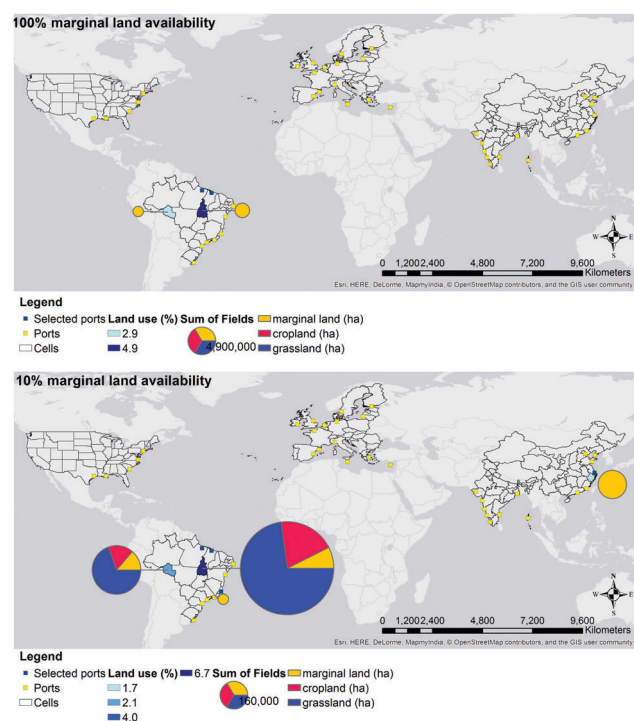 100% marginal land availability
N
W E
S
0 1,200 2,400 4,800 7,200 9,600
Kilometers
Esri, HERE, DeLorme, MapmyIndia, © OpenStreetMap contributors, and the GIS user community
Legend
Selected ports Land use (%) Sum of Fields marginal land (ha)
Ports 2.9 cropland (ha)
Cells 4.9 4,900,000 grassland (ha)
10% marginal land availability
N
W E
S
0 1,200 2,400 4,800 7,200 9,600
Kilometers
Esri, HERE, DeLorme, MapmyIndia, © OpenStreetMap contributors, and the GIS user community
Legend
Selected ports Land use (%) 6.7 Sum of Fields marginal land (ha)
Ports 1.7 cropland (ha)
Cells 2.1 160,000 grassland (ha)
4.0